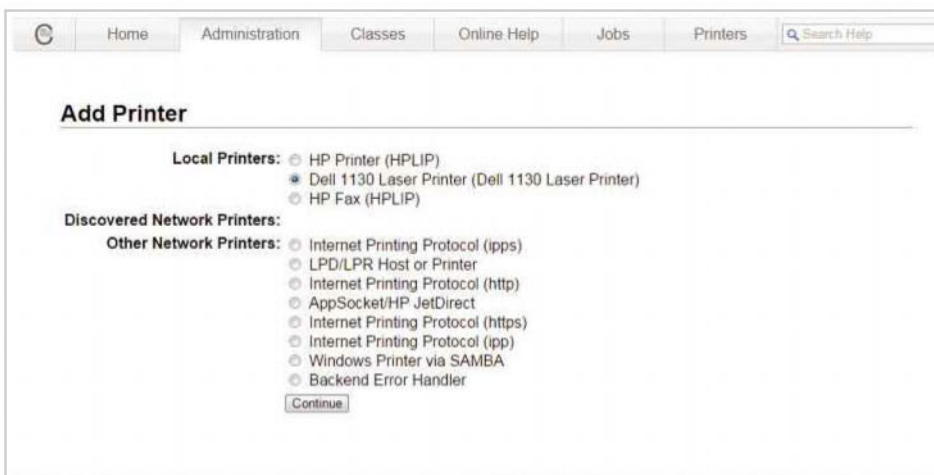 Home Administration Classes Online Help Jobs Printers Search Help
Add Printer
Local Printers: HP Printer (HPLIP)
Dell 1130 Laser Printer (Dell 1130 Laser Printer)
HP Fax (HPLIP)
Discovered Network Printers:
Other Network Printers: Internet Printing Protocol (ipps)
LPD/LPR Host or Printer
Internet Printing Protocol (http)
AppSocket/HP JetDirect
Internet Printing Protocol (https)
Internet Printing Protocol (ipp)
Windows Printer via SAMBA
Backend Error Handler
Continue